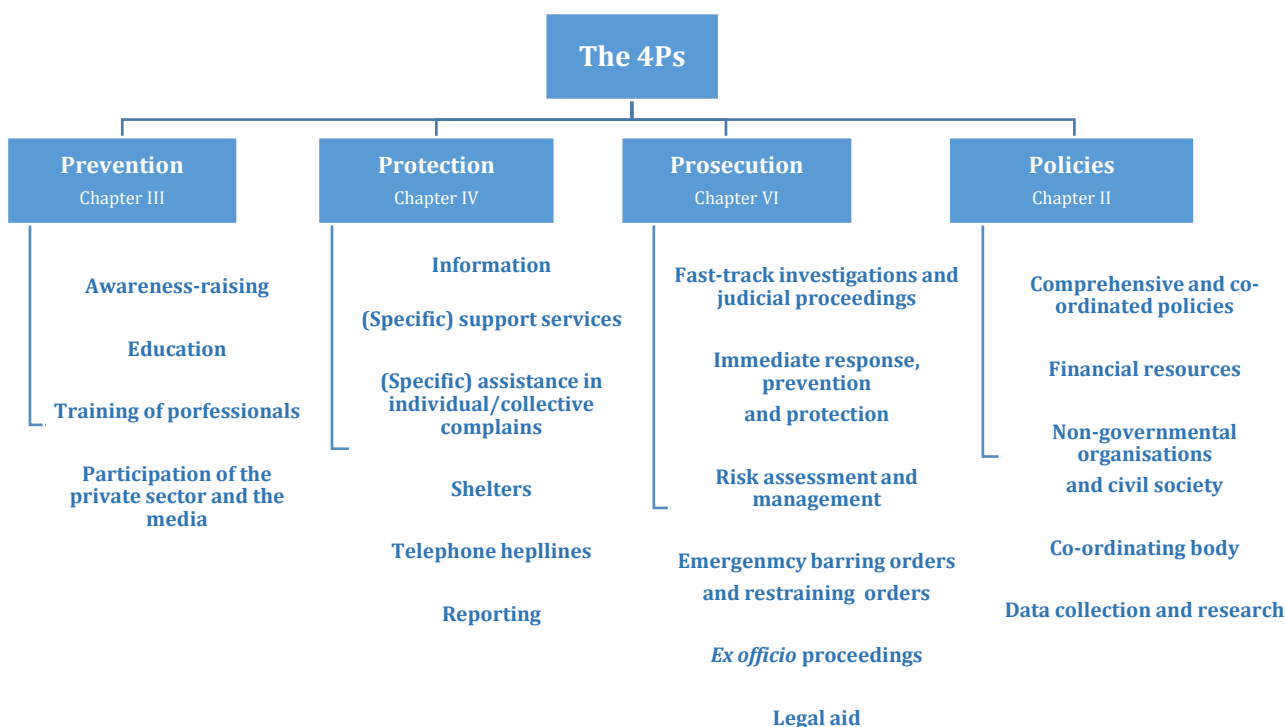 The 4Ps
Prevention
Chapter III
Awareness-raising
Education
Training of porfessionals
Participation of the
private sector and the
media
Protection
Chapter IV
Information
(Specific) support services
(Specific) assistance in
individual/collective
complains
Shelters
Telephone hepllines
Reporting
Prosecution
Chapter VI
Fast-track investigations and
judicial proceedings
Immediate response,
prevention
and protection
Risk assessment and
management
Emergenmcy barring orders
and restraining orders
Ex officio proceedings
Legal aid
Policies
Chapter II
Comprehensive and co-
ordinated policies
Financial resources
Non-governmental
organisations
and civil society
Co-ordinating body
Data collection and research